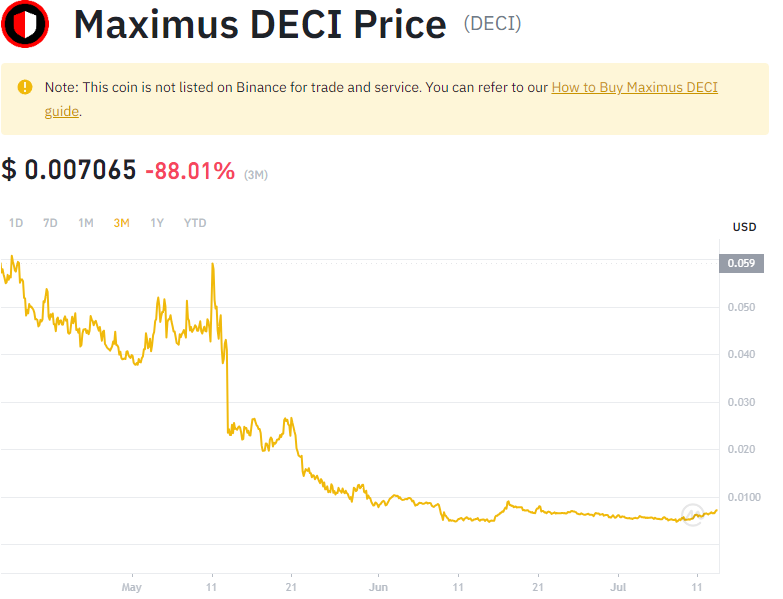 Maximus DECI Price (DECI)
Note: This coin is not listed on Binance for trade and service. You can refer to our How to Buy Maximus DECI
guide.
$ 0.007065 -88.01% (3M)
1D 7D 1M 3M 1Y YTD
USD
0.059
0.050
0.040
0.030
0.020
0.0100
May 11 21 Jun 11 21 Jul 11